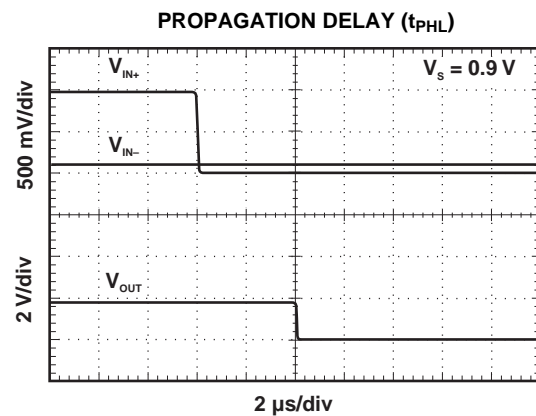 PROPAGATION DELAY (tPHL)
VIN+
VS = 0.9 V
500 mV/div
VIN–
VOUT
2 V/div
2 µs/div